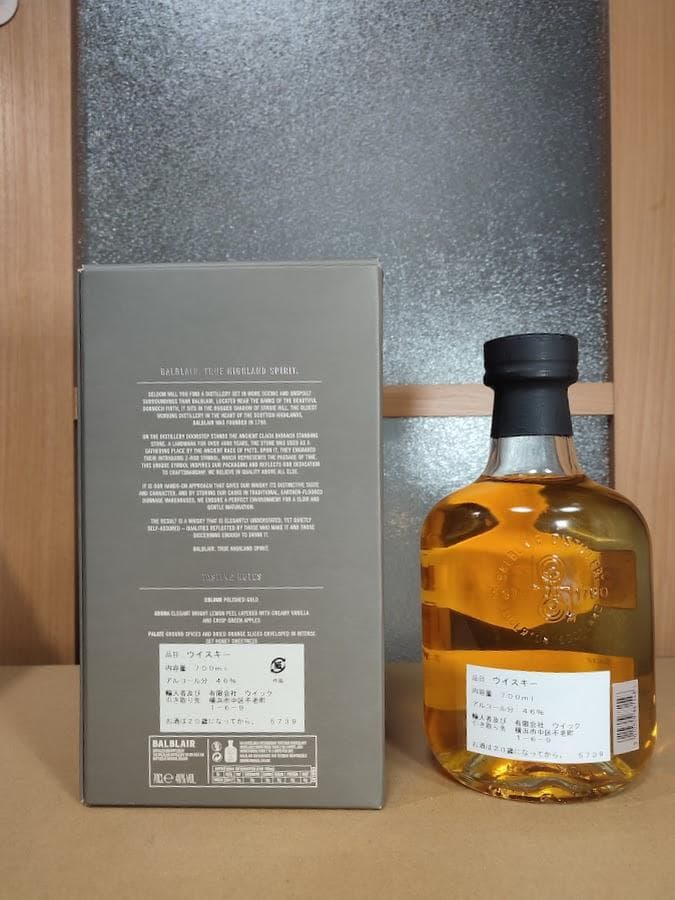 BALBLAIR. TRUE HIGHLAND SPIRIT.
SELDOM WILL YOU FIND A DISTILLERY SET IN MORE SCENIC AND UNSPOILT
SURROUNDINGS THAN BALBLAIR. LOCATED NEAR THE BANKS OF THE BEAUTIFUL
DORNOCH FIRTH, IT SITS IN THE RUGGED SHADOW OF STRUIE HILL. THE OLDEST
WORKING DISTILLERY IN THE HEART OF THE SCOTTISH HIGHLANDS,
BALBLAIR WAS FOUNDED IN 1790.
ON THE DISTILLERY DOORSTEP STANDS THE ANCIENT CLACH BIORACH STANDING
STONE. A LANDMARK FOR OVER 4000 YEARS, THE STONE WAS USED AS A
GATHERING PLACE BY THE ANCIENT RACE OF PICTS. UPON IT, THEY ENGRAVED
THEIR INTRIGUING Z-ROD SYMBOL, WHICH REPRESENTS THE PASSAGE OF TIME.
THIS UNIQUE SYMBOL INSPIRES OUR PACKAGING AND REFLECTS OUR DEDICATION
TO CRAFTSMANSHIP. WE BELIEVE IN QUALITY ABOVE ALL ELSE.
IT IS OUR HANDS-ON APPROACH THAT GIVES OUR WHISKY ITS DISTINCTIVE TASTE
AND CHARACTER, AND BY STORING OUR CASKS IN TRADITIONAL, EARTHEN-FLOORED
DUNNAGE WAREHOUSES, WE ENSURE A PERFECT ENVIRONMENT FOR A SLOW AND
GENTLE MATURATION.
THE RESULT IS A WHISKY THAT IS ELEGANTLY UNDERSTATED, YET QUIETLY
SELF-ASSURED – QUALITIES REFLECTED BY THOSE WHO MAKE IT AND THOSE
DISCERNING ENOUGH TO DRINK IT.
BALBLAIR. TRUE HIGHLAND SPIRIT.
TASTING NOTES
COLOUR POLISHED GOLD
AROMA ELEGANT BRIGHT LEMON PEEL LAYERED WITH CREAMY VANILLA
AND CRISP GREEN APPLES
PALATE GROUND SPICES AND DRIED ORANGE SLICES ENVELOPED IN INTENSE
YET HONEY SWEETNESS
品目 ウイスキー
内容量 700ml
アルコール分 46%
輸入者及び 有限会社 ウイック
引き取り先 横浜市中区不老町
1-6-9
お酒は20歳になってから。 5739
BALBLAIR
70CL e 46%VOL
BALBLAIR DISTILLERY
1790
品目 ウイスキー
内容量 700ml
アルコール分 46%
輸入者及び 有限会社 ウイック
引き取り先 横浜市中区不老町
1-6-9
お酒は20歳になってから。 5739